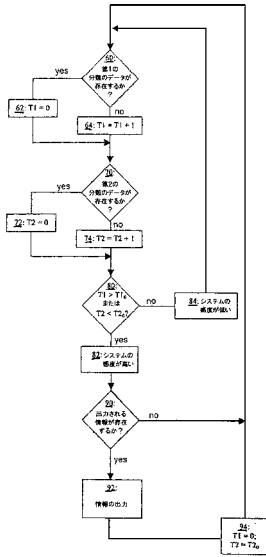 60:
第1の
分類のデータが
存在するか
?
yes
62: T1 = 0
no
64: T1 = T1 + 1
70:
第2の
分類のデータが
存在するか
?
yes
72: T2 = 0
no
74: T2 = T2 + 1
80:
T1 > T1₀
または
T2 < T2₀?
no
84: システムの
感度が低い
yes
82: システムの
感度が高い
90:
出力される
情報が存在
するか?
no
yes
92:
情報の出力
94:
T1 = 0;
T2 = T2₀